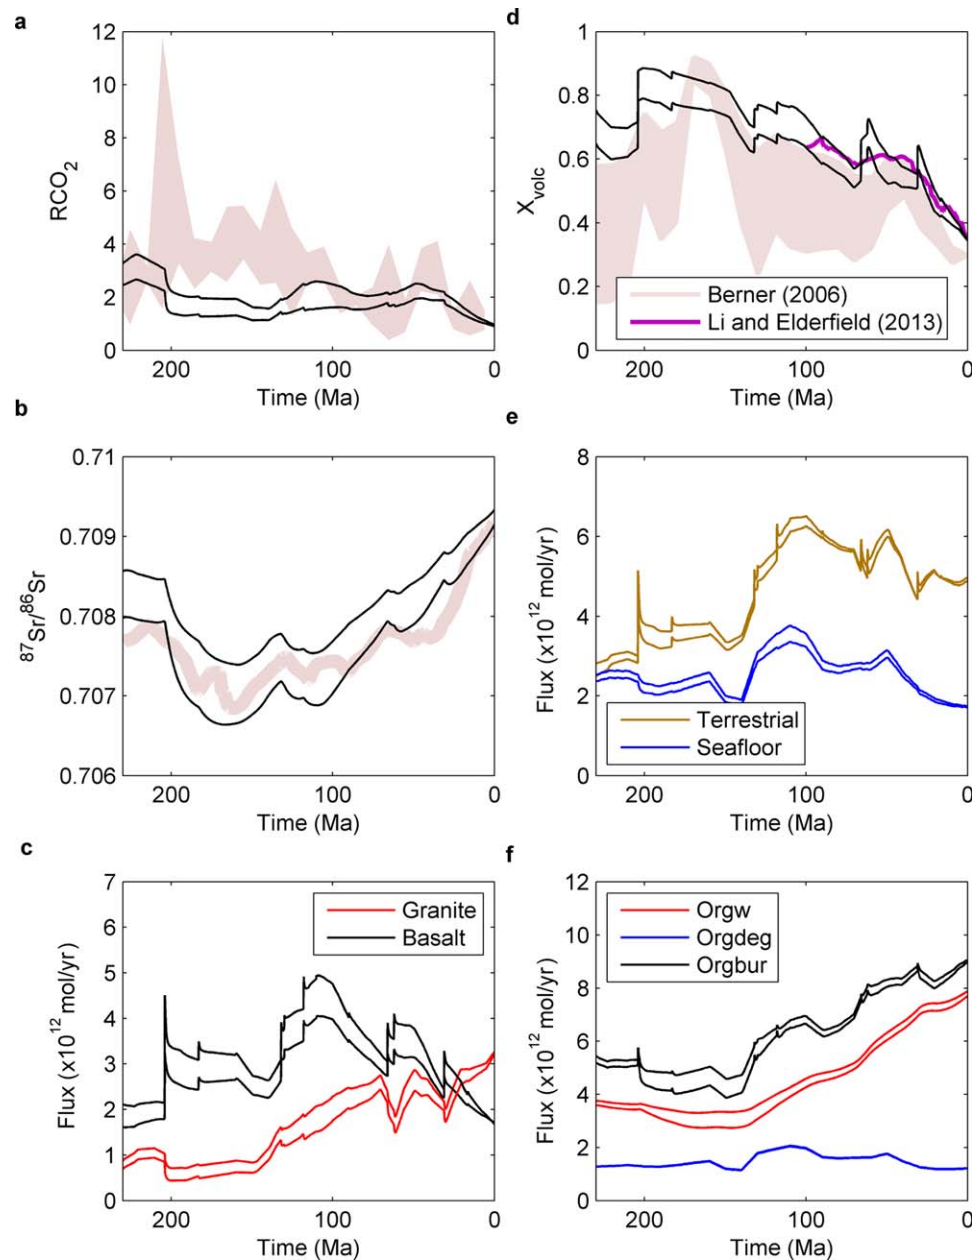 a
12
10
8
6
4
2
0
RCO2
200
100
0
Time (Ma)
d
1
0.8
0.6
0.4
0.2
0
Xvolc
Berner (2006)
Li and Elderfield (2013)
200
100
0
Time (Ma)
b
0.71
0.709
0.708
0.707
0.706
87Sr/86Sr
200
100
0
Time (Ma)
e
8
6
4
2
0
Flux (x10^12 mol/yr)
Terrestrial
Seafloor
200
100
0
Time (Ma)
c
7
6
5
4
3
2
1
0
Flux (x10^12 mol/yr)
Granite
Basalt
200
100
0
Time (Ma)
f
12
10
8
6
4
2
0
Flux (x10^12 mol/yr)
Orgw
Orgdeg
Orgbur
200
100
0
Time (Ma)